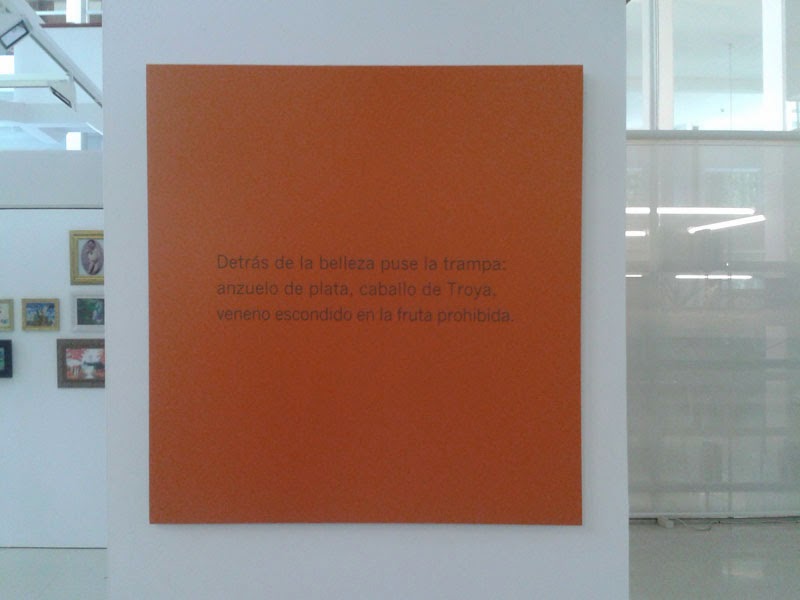 Detrás de la belleza puse la trampa:
anzuelo de plata, caballo de Troya,
veneno escondido en la fruta prohibida.